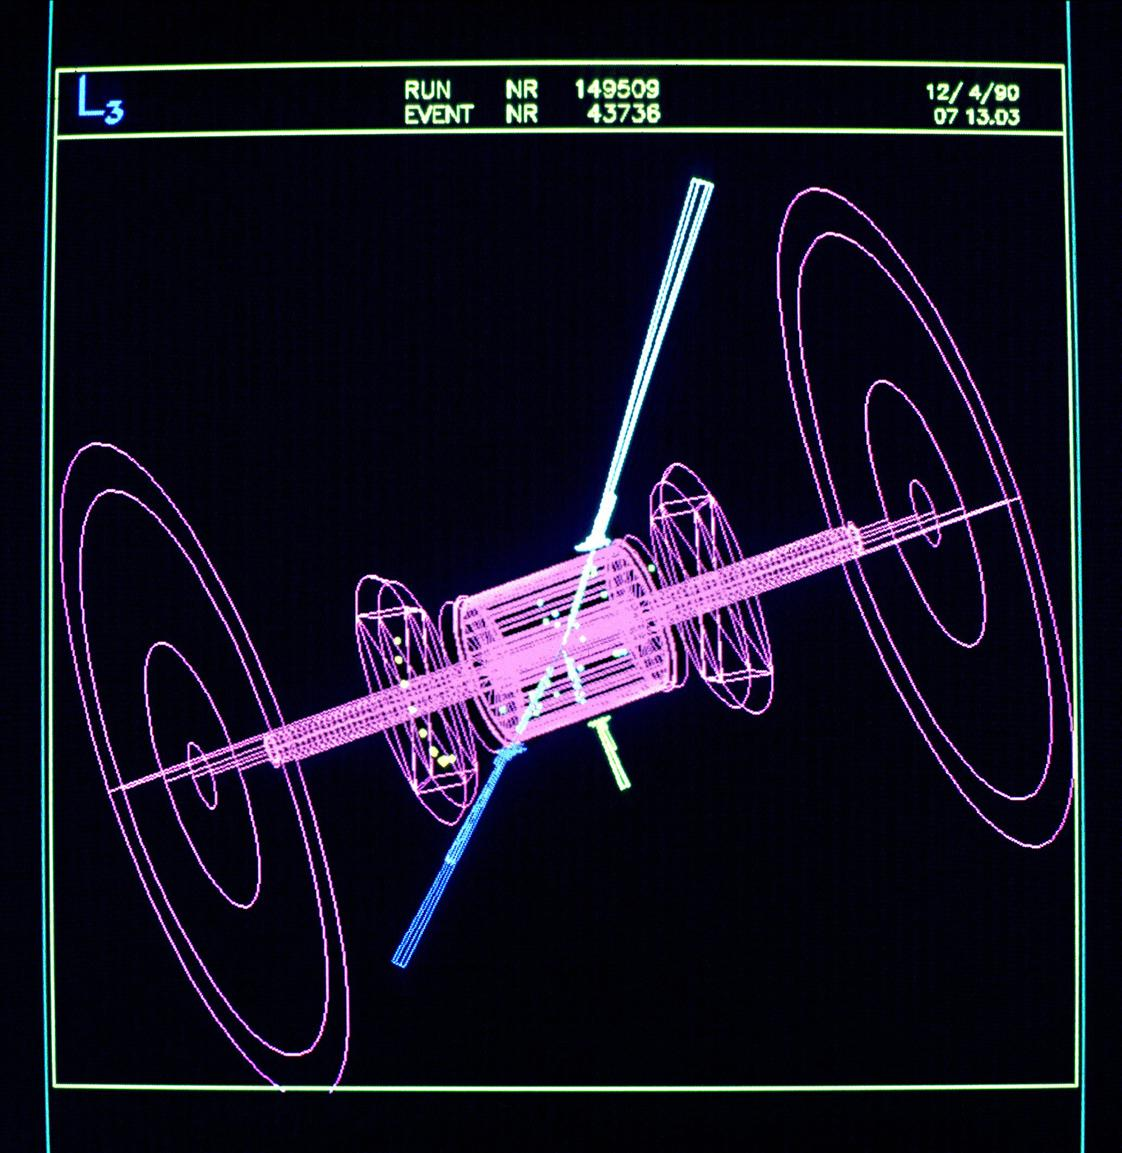 L3
RUN NR 149509
EVENT NR 43736
12/ 4/90
07 13.03